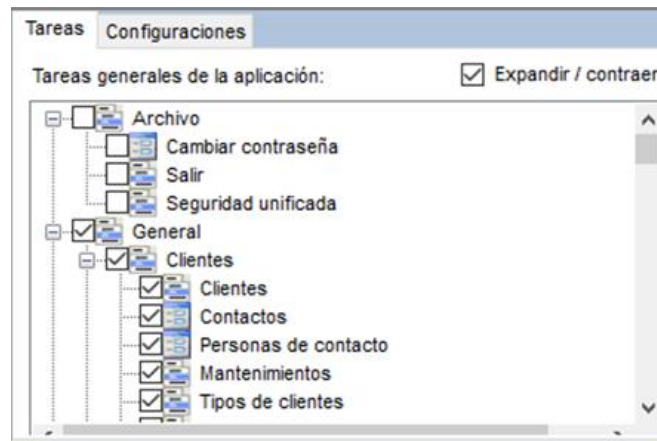 Tareas Configuraciones
Tareas generales de la aplicación: Expandir / contraer
Archivo
Cambiar contraseña
Salir
Seguridad unificada
General
Clientes
Clientes
Contactos
Personas de contacto
Mantenimientos
Tipos de clientes